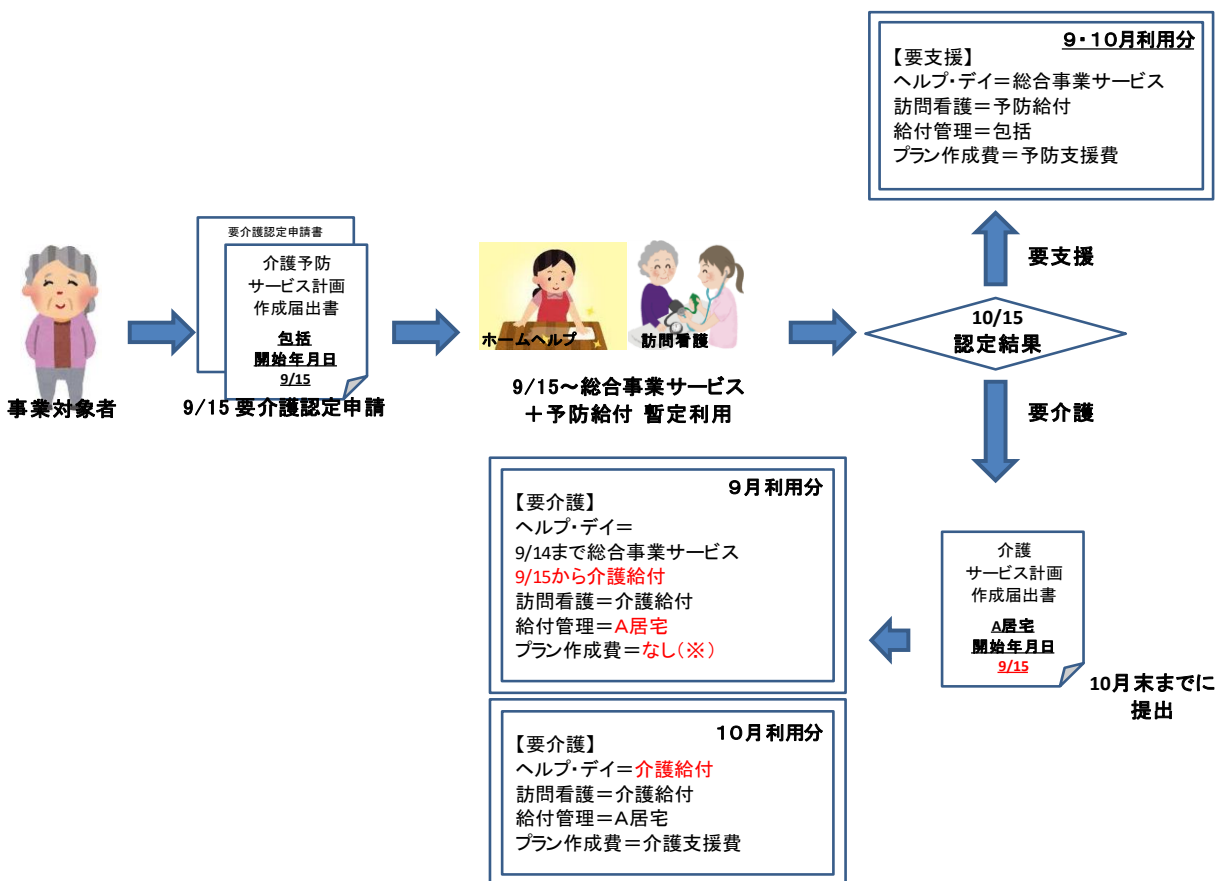 事業対象者
要介護認定申請書
介護予防
サービス計画
作成届出書
包括
開始年月日
9/15
9/15 要介護認定申請
ホームヘルプ
訪問看護
9/15～総合事業サービス
＋予防給付 暫定利用
10/15
認定結果
要支援
9・10月利用分
【要支援】
ヘルプ・デイ＝総合事業サービス
訪問看護＝予防給付
給付管理＝包括
プラン作成費＝予防支援費
要介護
介護
サービス計画
作成届出書
A居宅
開始年月日
9/15
10月末までに
提出
9月利用分
【要介護】
ヘルプ・デイ＝
9/14まで総合事業サービス
9/15から介護給付
訪問看護＝介護給付
給付管理＝A居宅
プラン作成費＝なし(※)
10月利用分
【要介護】
ヘルプ・デイ＝介護給付
訪問看護＝介護給付
給付管理＝A居宅
プラン作成費＝介護支援費